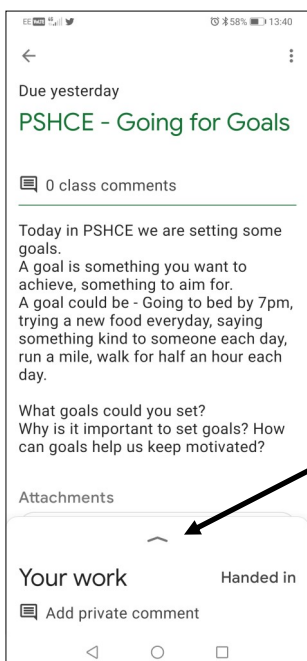 EE 58% 13:40
Due yesterday
PSHCE - Going for Goals
0 class comments
Today in PSHCE we are setting some
goals.
A goal is something you want to
achieve, something to aim for.
A goal could be - Going to bed by 7pm,
trying a new food everyday, saying
something kind to someone each day,
run a mile, walk for half an hour each
day.
What goals could you set?
Why is it important to set goals? How
can goals help us keep motivated?
Attachments
Your work Handed in
Add private comment